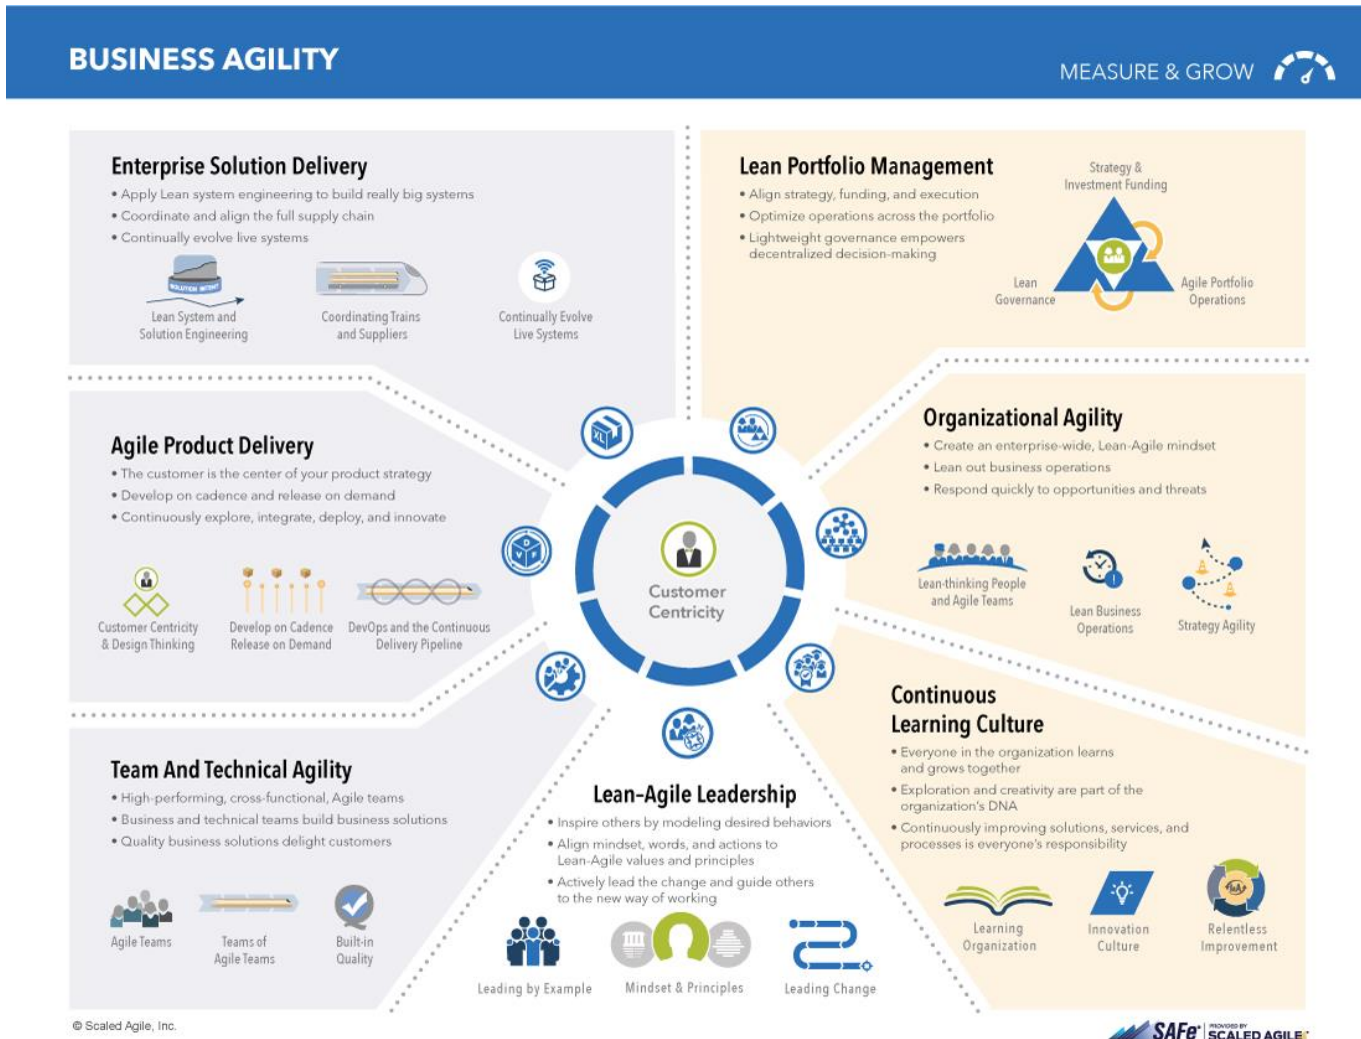 BUSINESS AGILITY
MEASURE & GROW
Enterprise Solution Delivery
• Apply Lean system engineering to build really big systems
• Coordinate and align the full supply chain
• Continually evolve live systems
SOLUTION INTENT
Lean System and
Solution Engineering
Coordinating Trains
and Suppliers
Continually Evolve
Live Systems
Lean Portfolio Management
• Align strategy, funding, and execution
• Optimize operations across the portfolio
• Lightweight governance empowers
decentralized decision-making
Strategy &
Investment Funding
Lean
Governance
Agile Portfolio
Operations
Agile Product Delivery
• The customer is the center of your product strategy
• Develop on cadence and release on demand
• Continuously explore, integrate, deploy, and innovate
Customer Centricity
& Design Thinking
Develop on Cadence
Release on Demand
DevOps and the Continuous
Delivery Pipeline
XL
D
V F
Customer
Centricity
Organizational Agility
• Create an enterprise-wide, Lean-Agile mindset
• Lean out business operations
• Respond quickly to opportunities and threats
Lean-thinking People
and Agile Teams
Lean Business
Operations
Strategy Agility
Team And Technical Agility
• High-performing, cross-functional, Agile teams
• Business and technical teams build business solutions
• Quality business solutions delight customers
Agile Teams
Teams of
Agile Teams
Built-in
Quality
Lean-Agile Leadership
• Inspire others by modeling desired behaviors
• Align mindset, words, and actions to
Lean-Agile values and principles
• Actively lead the change and guide others
to the new way of working
Leading by Example
Mindset & Principles
Leading Change
Continuous
Learning Culture
• Everyone in the organization learns
and grows together
• Exploration and creativity are part of the
organization's DNA
• Continuously improving solutions, services, and
processes is everyone's responsibility
Learning
Organization
Innovation
Culture
Relentless
Improvement
© Scaled Agile, Inc.
SAFe®
PROVIDED BY
SCALED AGILE